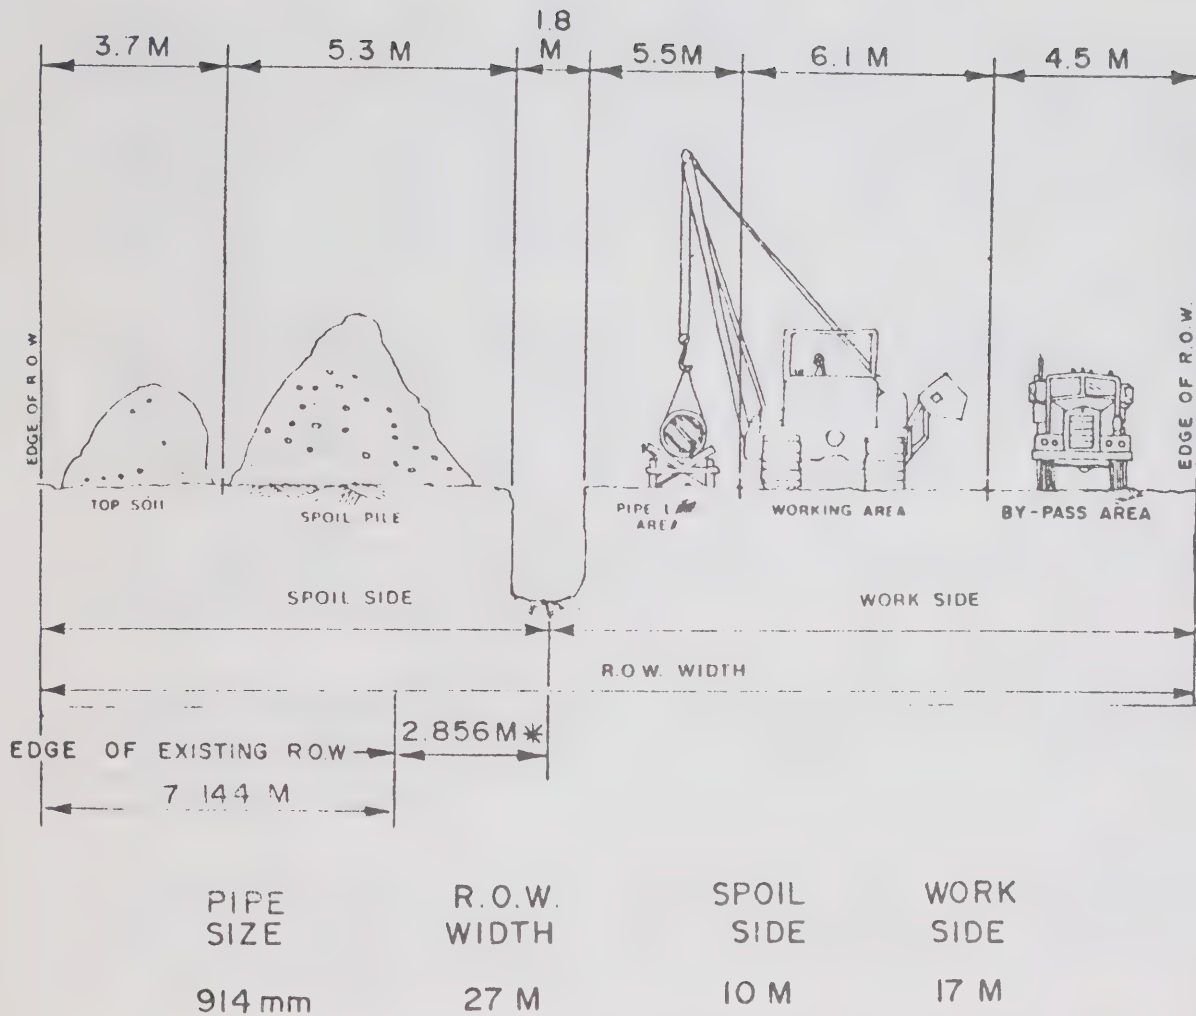 3.7 M 5.3 M 1.8 M 5.5M 6.1 M 4.5 M
EDGE OF R.O.W
EDGE OF R.O.W.
TOP SOIL
SPOIL PILE
PIPE AREA
WORKING AREA
BY-PASS AREA
SPOIL SIDE
WORK SIDE
R.O.W. WIDTH
2.856M*
EDGE OF EXISTING R.O.W
7 144 M
PIPE SIZE R.O.W. WIDTH SPOIL SIDE WORK SIDE
914 mm 27 M 10 M 17 M